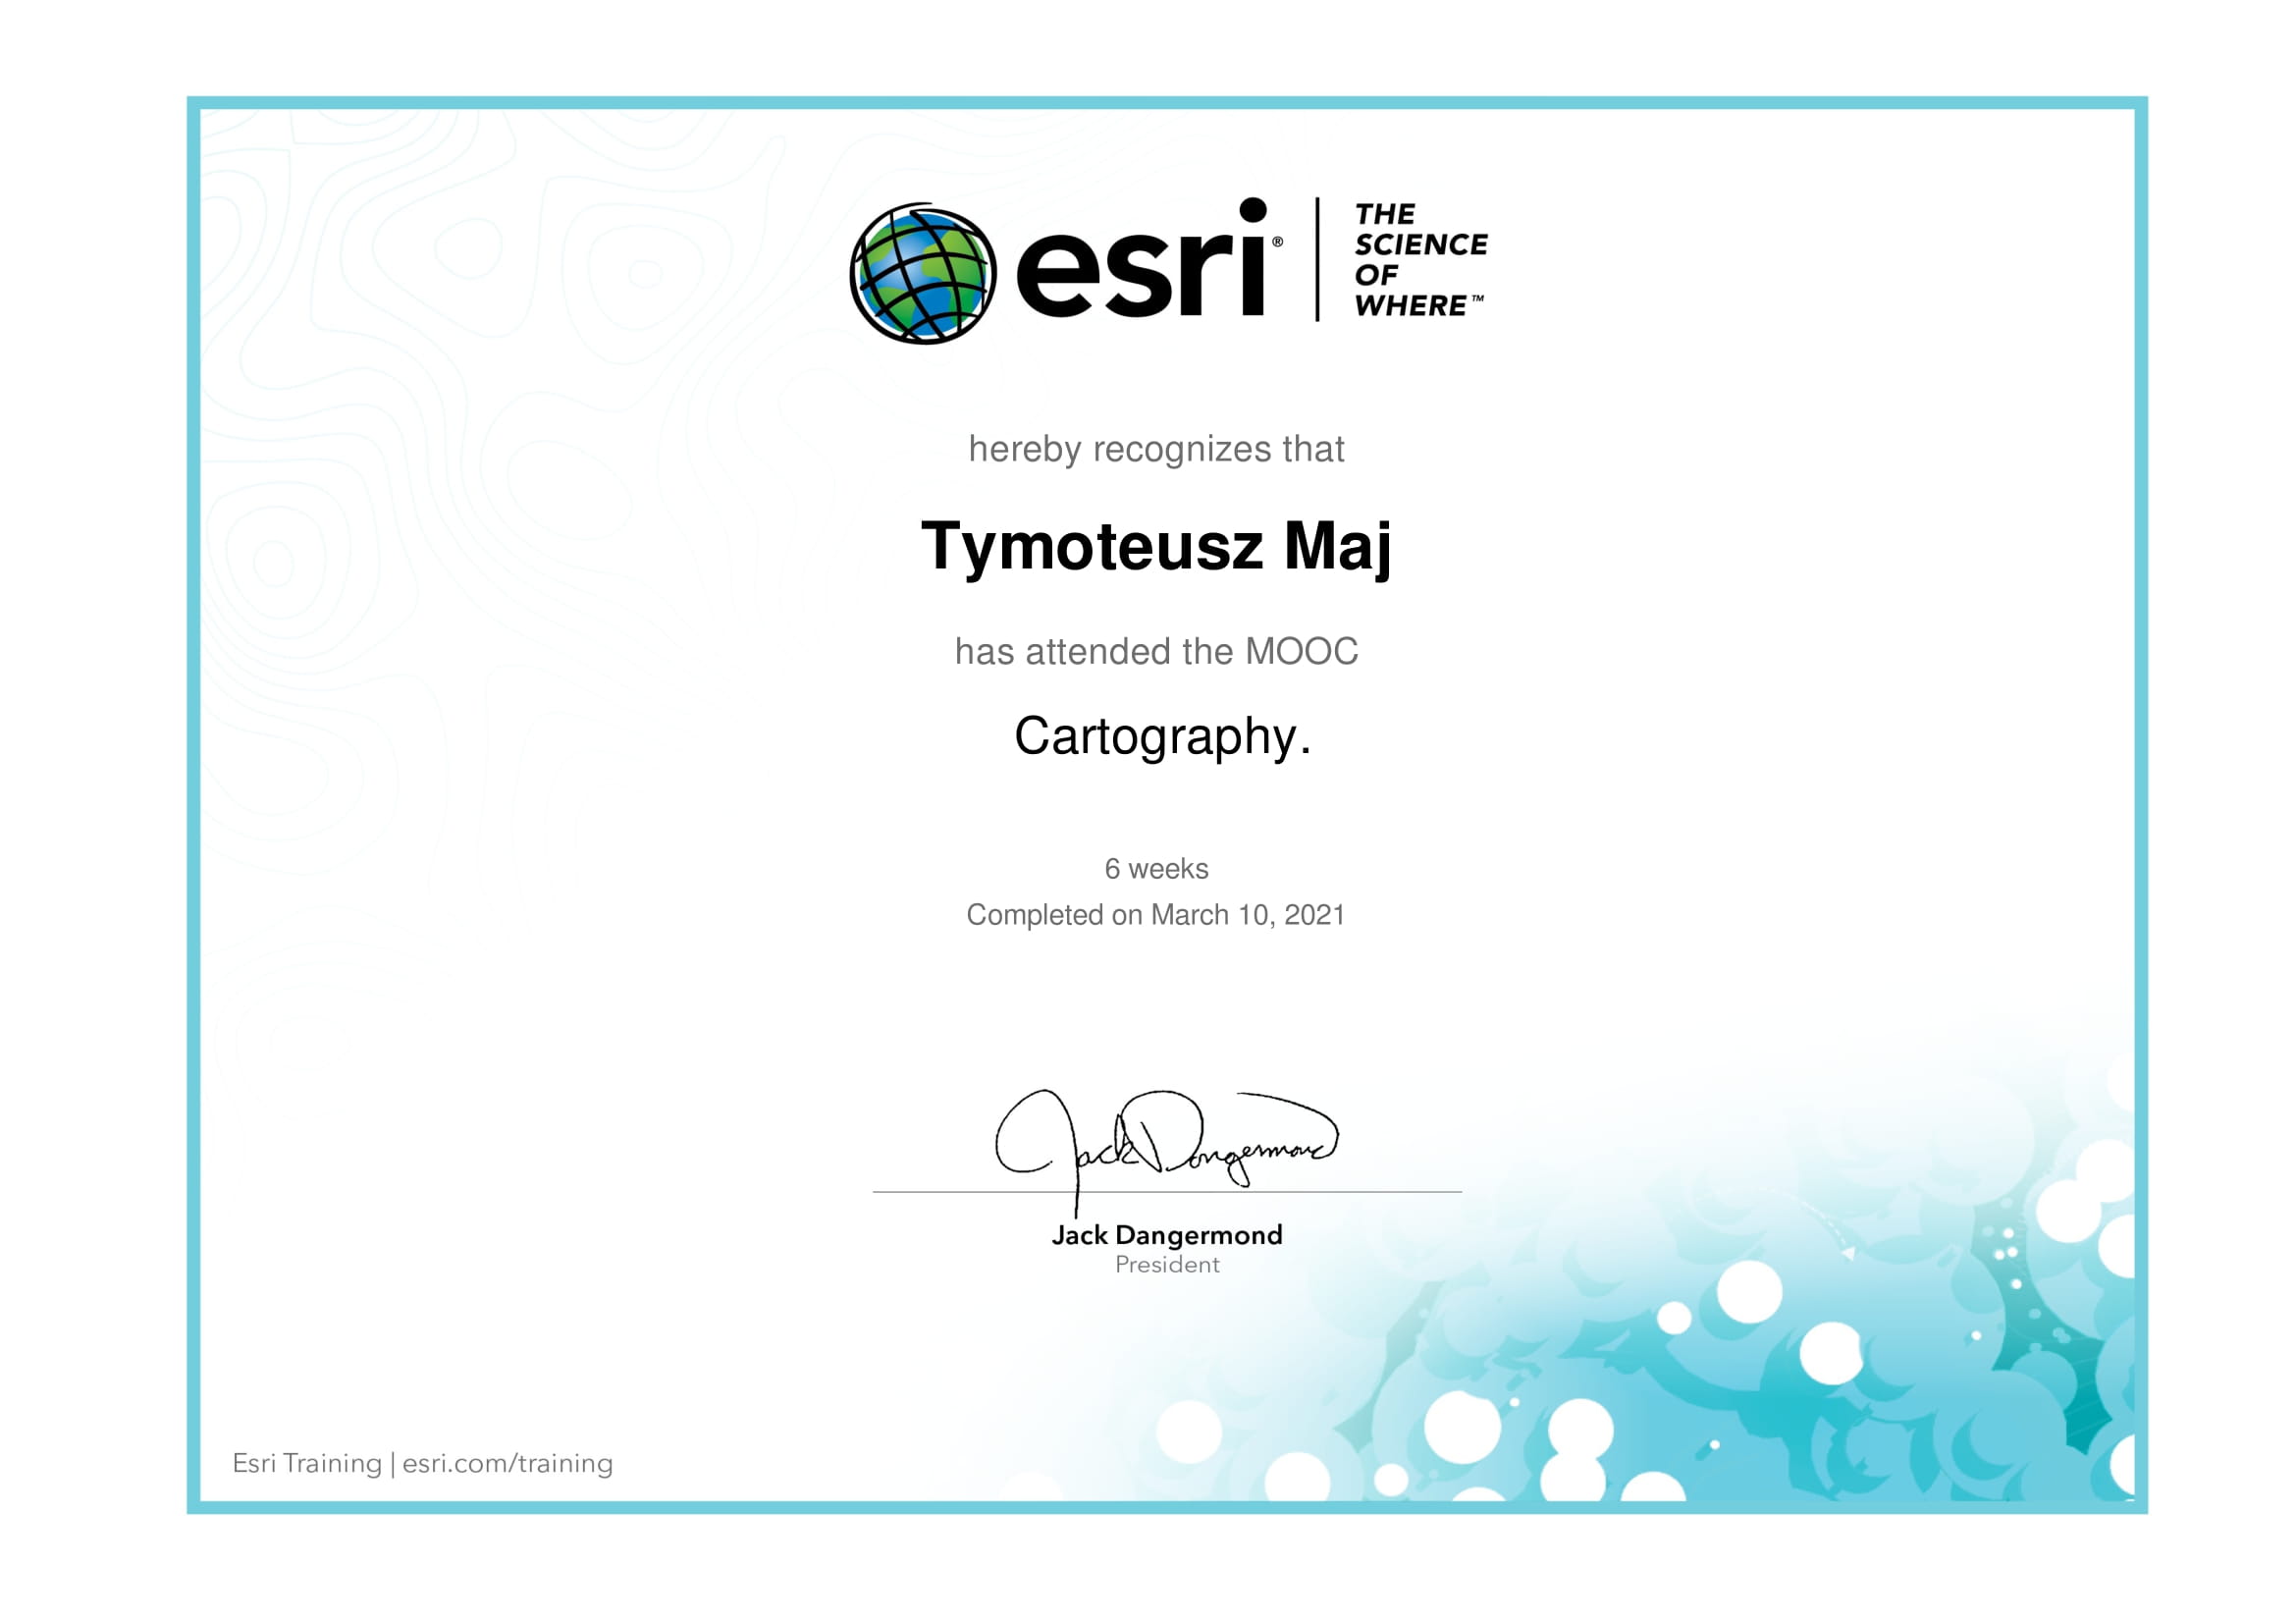 esri®
THE
SCIENCE
OF
WHERE™
hereby recognizes that
Tymoteusz Maj
has attended the MOOC
Cartography.
6 weeks
Completed on March 10, 2021
Jack Dangermond
Jack Dangermond
President
Esri Training | esri.com/training